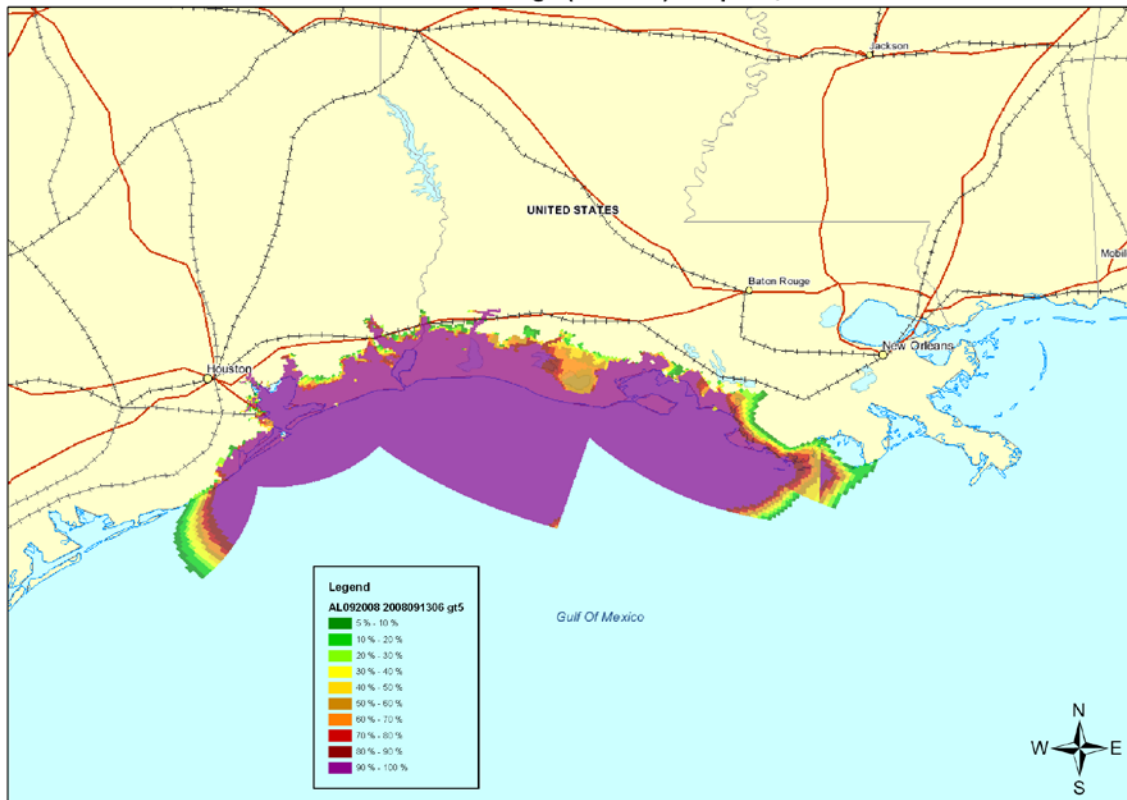 Jackson
UNITED STATES
Mobil
Baton Rouge
New Orleans
Houston
Legend
AL092008 2008091306 gt5
5 % - 10 %
10 % - 20 %
20 % - 30 %
30 % - 40 %
40 % - 50 %
50 % - 60 %
60 % - 70 %
70 % - 80 %
80 % - 90 %
90 % - 100 %
Gulf Of Mexico
N
W E
S